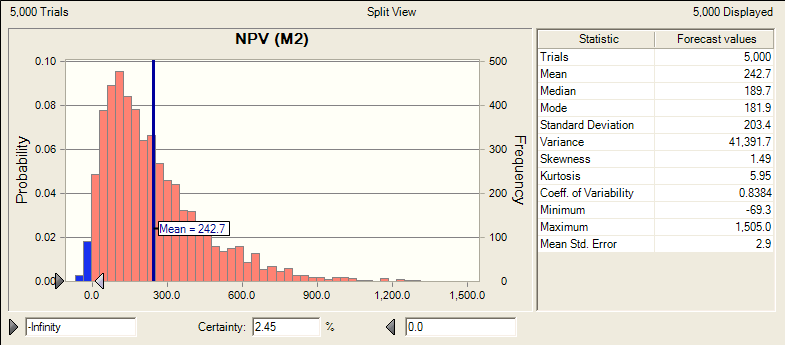 5,000 Trials Split View 5,000 Displayed
NPV (M2)
Probability
0.10
0.08
0.06
0.04
0.02
0.00
500
400
300
200
100
0
Frequency
Mean = 242.7
0.0 300.0 600.0 900.0 1,200.0 1,500.0
Statistic Forecast values
Trials 5,000
Mean 242.7
Median 189.7
Mode 181.9
Standard Deviation 203.4
Variance 41,391.7
Skewness 1.49
Kurtosis 5.95
Coeff. of Variability 0.8384
Minimum -69.3
Maximum 1,505.0
Mean Std. Error 2.9
-Infinity Certainty: 2.45 % 0.0